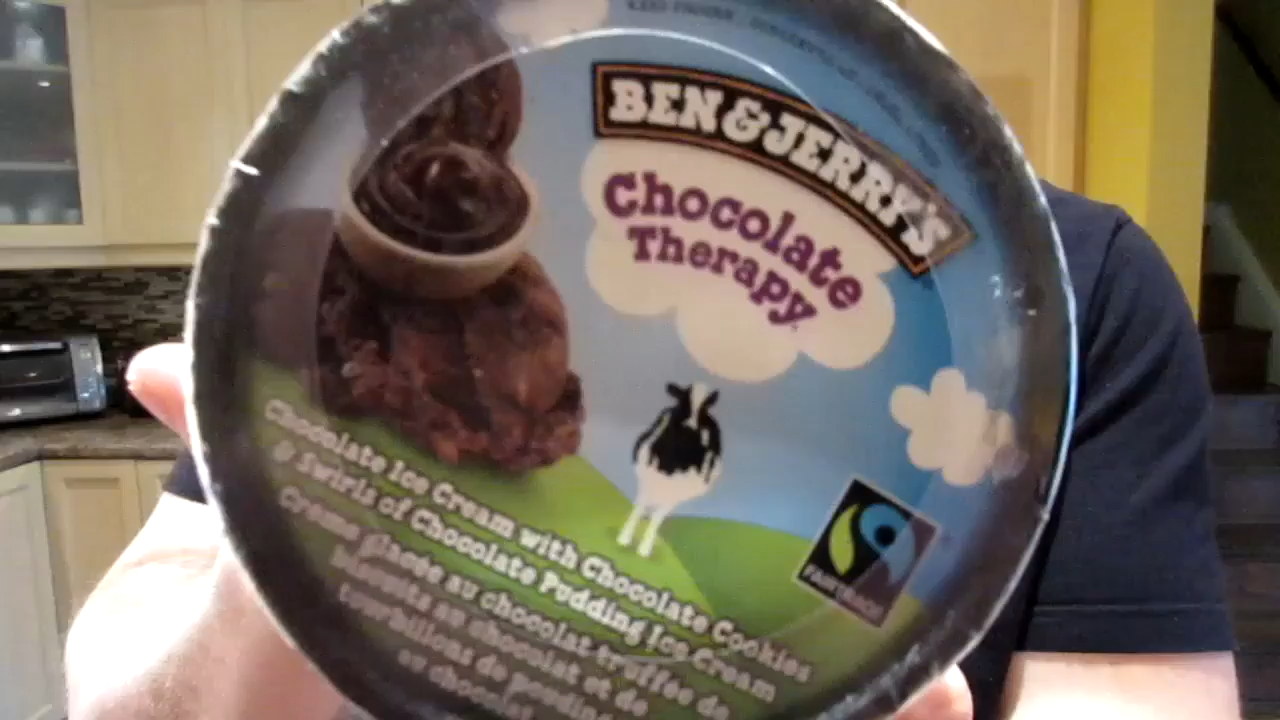 BEN & JERRY'S
Chocolate
Therapy
Chocolate Ice Cream with Chocolate Cookies
& Swirls of Chocolate Pudding Ice Cream
Crème glacée au chocolat truffée de
biscuits au chocolat et de
tourbillons de pouding
au chocolat
FAIRTRADE